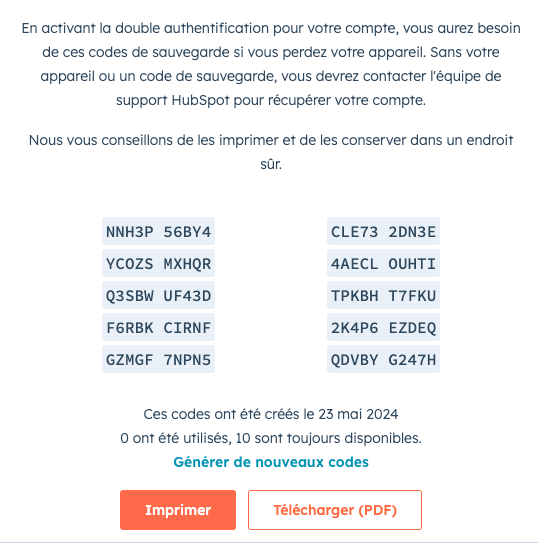 En activant la double authentification pour votre compte, vous aurez besoin
de ces codes de sauvegarde si vous perdez votre appareil. Sans votre
appareil ou un code de sauvegarde, vous devrez contacter l'équipe de
support HubSpot pour récupérer votre compte.
Nous vous conseillons de les imprimer et de les conserver dans un endroit
sûr.
NNH3P 56BY4 CLE73 2DN3E
YCOZS MXHQR 4AECL OUHTI
Q3SBW UF43D TPKBH T7FKU
F6RBK CIRNF 2K4P6 EZDEQ
GZMGF 7NPN5 QDVBY G247H
Ces codes ont été créés le 23 mai 2024
0 ont été utilisés, 10 sont toujours disponibles.
Générer de nouveaux codes
Imprimer Télécharger (PDF)